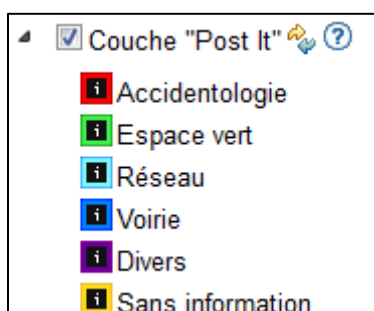 Couche "Post It"
Accidentologie
Espace vert
Réseau
Voirie
Divers
Sans information